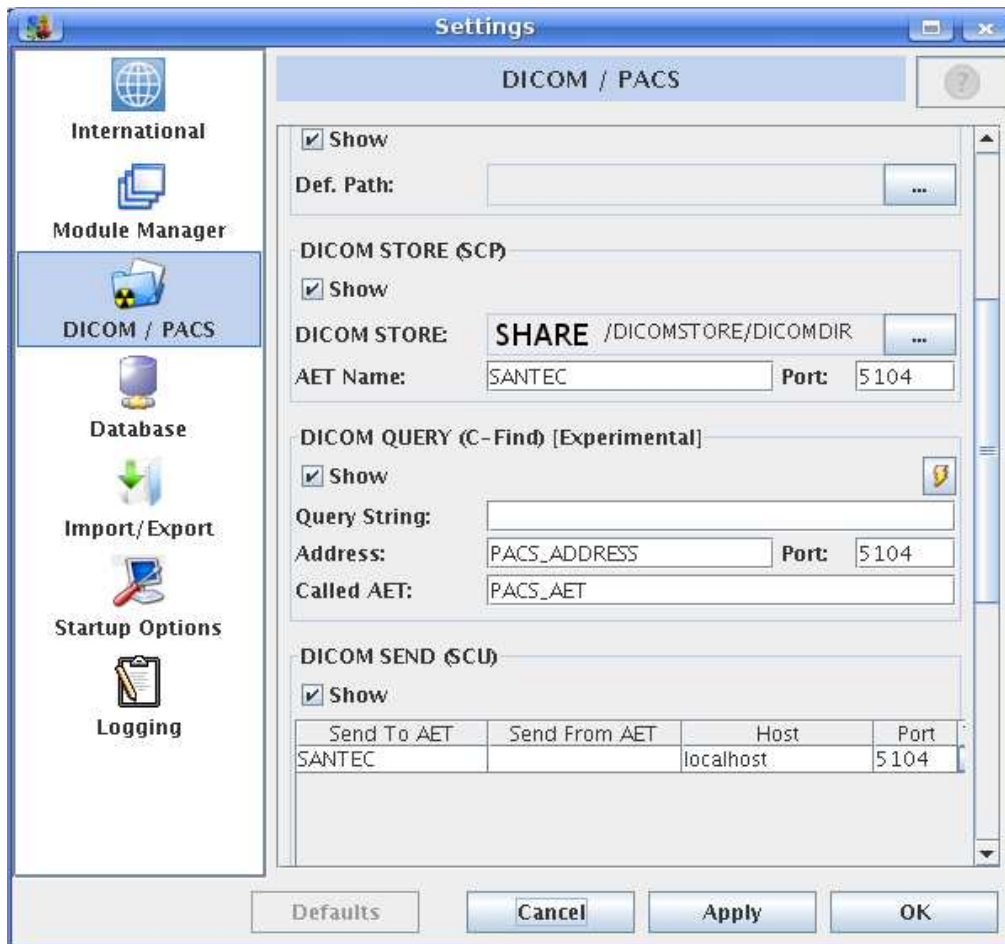 Settings
International
Module Manager
DICOM / PACS
Database
Import/Export
Startup Options
Logging
DICOM / PACS
?
Show
Def. Path: ...
DICOM STORE (SCP)
Show
DICOM STORE: SHARE /DICOMSTORE/DICOMDIR ...
AET Name: SANTEC Port: 5104
DICOM QUERY (C-Find) [Experimental]
Show
Query String:
Address: PACS_ADDRESS Port: 5104
Called AET: PACS_AET
DICOM SEND (SCU)
Show
Send To AET Send From AET Host Port
SANTEC localhost 5104
Defaults Cancel Apply OK